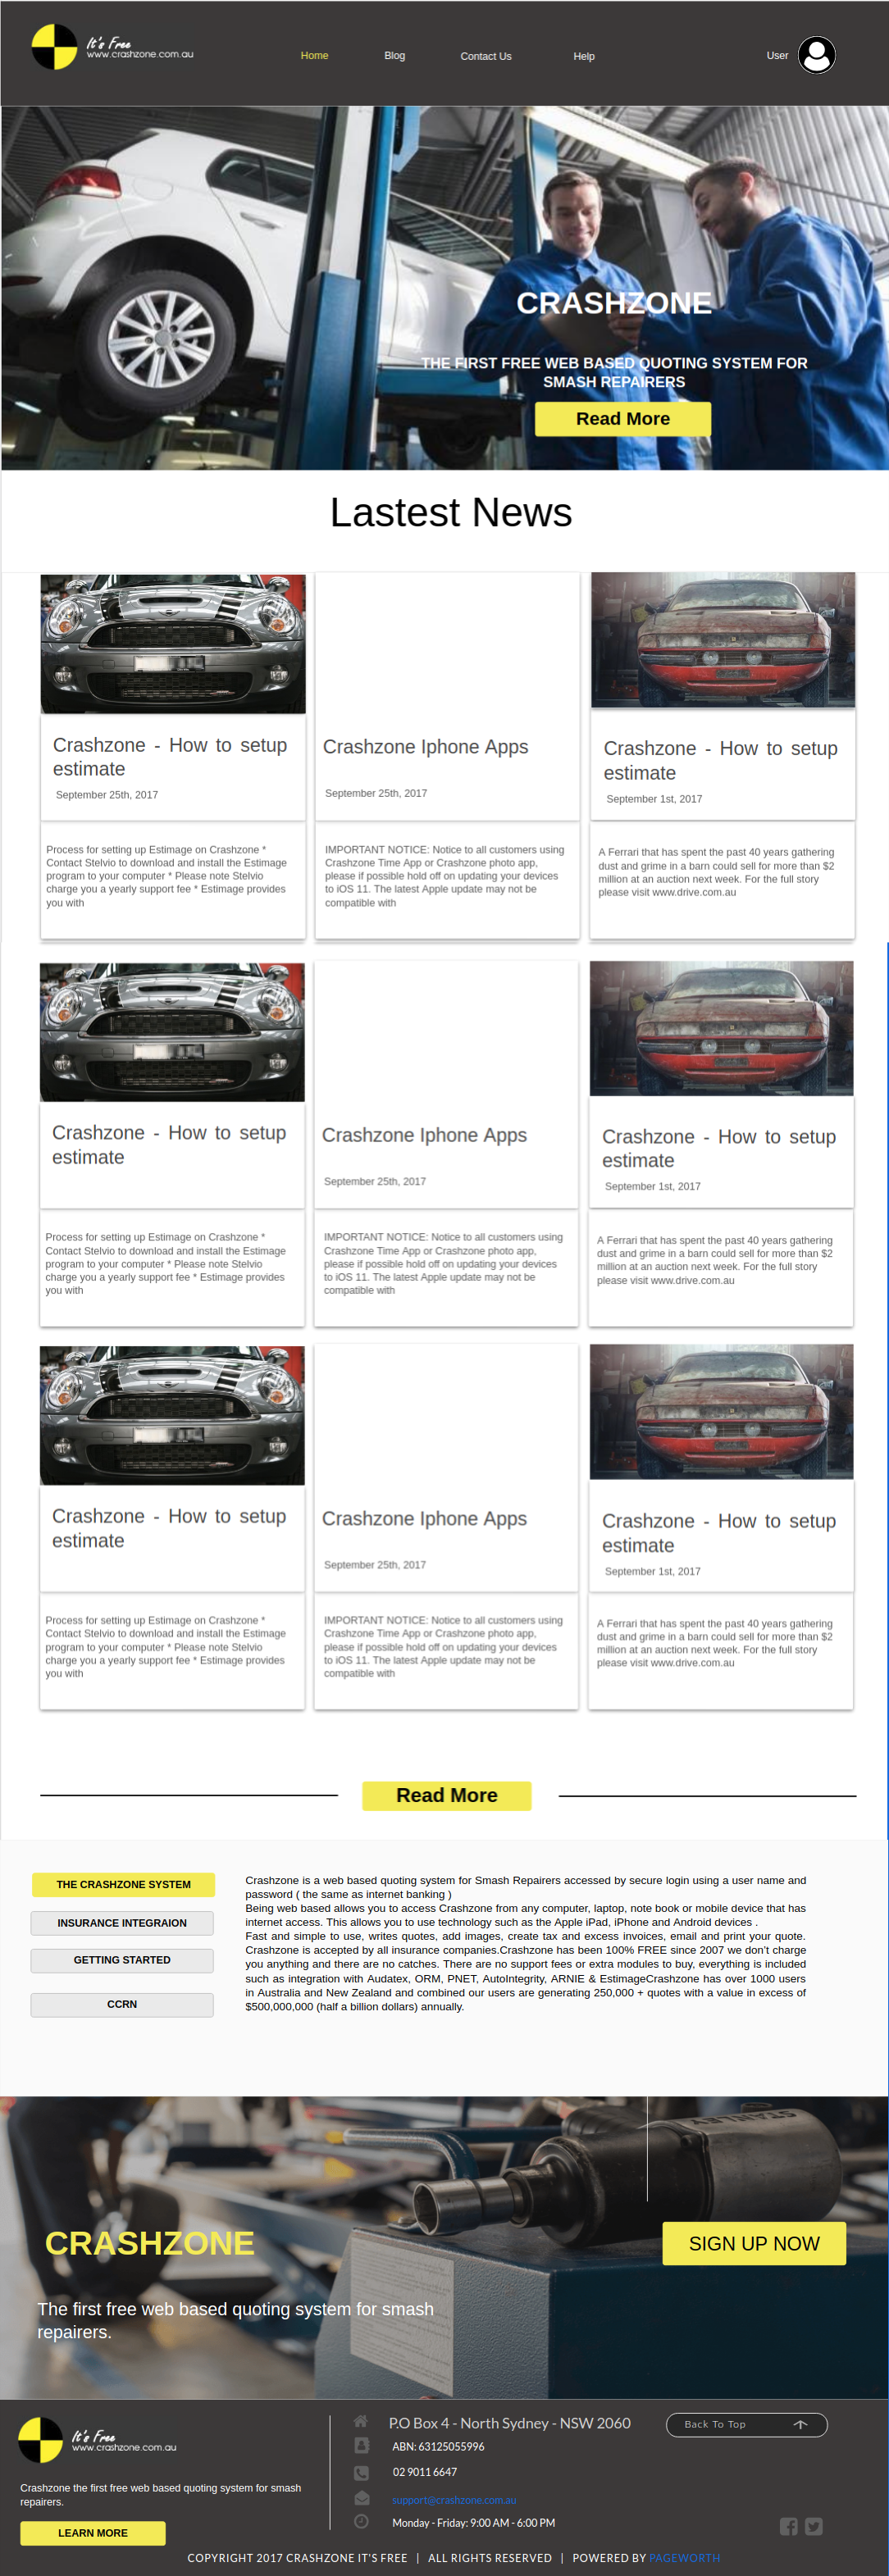 It's Free
www.crashzone.com.au
Home Blog Contact Us Help User
CRASHZONE
THE FIRST FREE WEB BASED QUOTING SYSTEM FOR
SMASH REPAIRERS
Read More
Lastest News
Crashzone - How to setup
estimate
September 25th, 2017
Process for setting up Estimage on Crashzone *
Contact Stelvio to download and install the Estimage
program to your computer * Please note Stelvio
charge you a yearly support fee * Estimage provides
you with
Crashzone Iphone Apps
September 25th, 2017
IMPORTANT NOTICE: Notice to all customers using
Crashzone Time App or Crashzone photo app,
please if possible hold off on updating your devices
to iOS 11. The latest Apple update may not be
compatible with
Crashzone - How to setup
estimate
September 1st, 2017
A Ferrari that has spent the past 40 years gathering
dust and grime in a barn could sell for more than $2
million at an auction next week. For the full story
please visit www.drive.com.au
Crashzone - How to setup
estimate
Process for setting up Estimage on Crashzone *
Contact Stelvio to download and install the Estimage
program to your computer * Please note Stelvio
charge you a yearly support fee * Estimage provides
you with
Crashzone Iphone Apps
September 25th, 2017
IMPORTANT NOTICE: Notice to all customers using
Crashzone Time App or Crashzone photo app,
please if possible hold off on updating your devices
to iOS 11. The latest Apple update may not be
compatible with
Crashzone - How to setup
estimate
September 1st, 2017
A Ferrari that has spent the past 40 years gathering
dust and grime in a barn could sell for more than $2
million at an auction next week. For the full story
please visit www.drive.com.au
Crashzone - How to setup
estimate
Process for setting up Estimage on Crashzone *
Contact Stelvio to download and install the Estimage
program to your computer * Please note Stelvio
charge you a yearly support fee * Estimage provides
you with
Crashzone Iphone Apps
September 25th, 2017
IMPORTANT NOTICE: Notice to all customers using
Crashzone Time App or Crashzone photo app,
please if possible hold off on updating your devices
to iOS 11. The latest Apple update may not be
compatible with
Crashzone - How to setup
estimate
September 1st, 2017
A Ferrari that has spent the past 40 years gathering
dust and grime in a barn could sell for more than $2
million at an auction next week. For the full story
please visit www.drive.com.au
Read More
THE CRASHZONE SYSTEM
INSURANCE INTEGRAION
GETTING STARTED
CCRN
Crashzone is a web based quoting system for Smash Repairers accessed by secure login using a user name and
password ( the same as internet banking )
Being web based allows you to access Crashzone from any computer, laptop, note book or mobile device that has
internet access. This allows you to use technology such as the Apple iPad, iPhone and Android devices .
Fast and simple to use, writes quotes, add images, create tax and excess invoices, email and print your quote.
Crashzone is accepted by all insurance companies.Crashzone has been 100% FREE since 2007 we don't charge
you anything and there are no catches. There are no support fees or extra modules to buy, everything is included
such as integration with Audatex, ORM, PNET, AutoIntegrity, ARNIE & EstimageCrashzone has over 1000 users
in Australia and New Zealand and combined our users are generating 250,000 + quotes with a value in excess of
$500,000,000 (half a billion dollars) annually.
STANLEY
CRASHZONE
SIGN UP NOW
The first free web based quoting system for smash
repairers.
It's Free
www.crashzone.com.au
Crashzone the first free web based quoting system for smash
repairers.
LEARN MORE
P.O Box 4 - North Sydney - NSW 2060
ABN: 63125055996
02 9011 6647
support@crashzone.com.au
Monday - Friday: 9:00 AM - 6:00 PM
Back To Top
COPYRIGHT 2017 CRASHZONE IT'S FREE | ALL RIGHTS RESERVED | POWERED BY PAGEWORTH